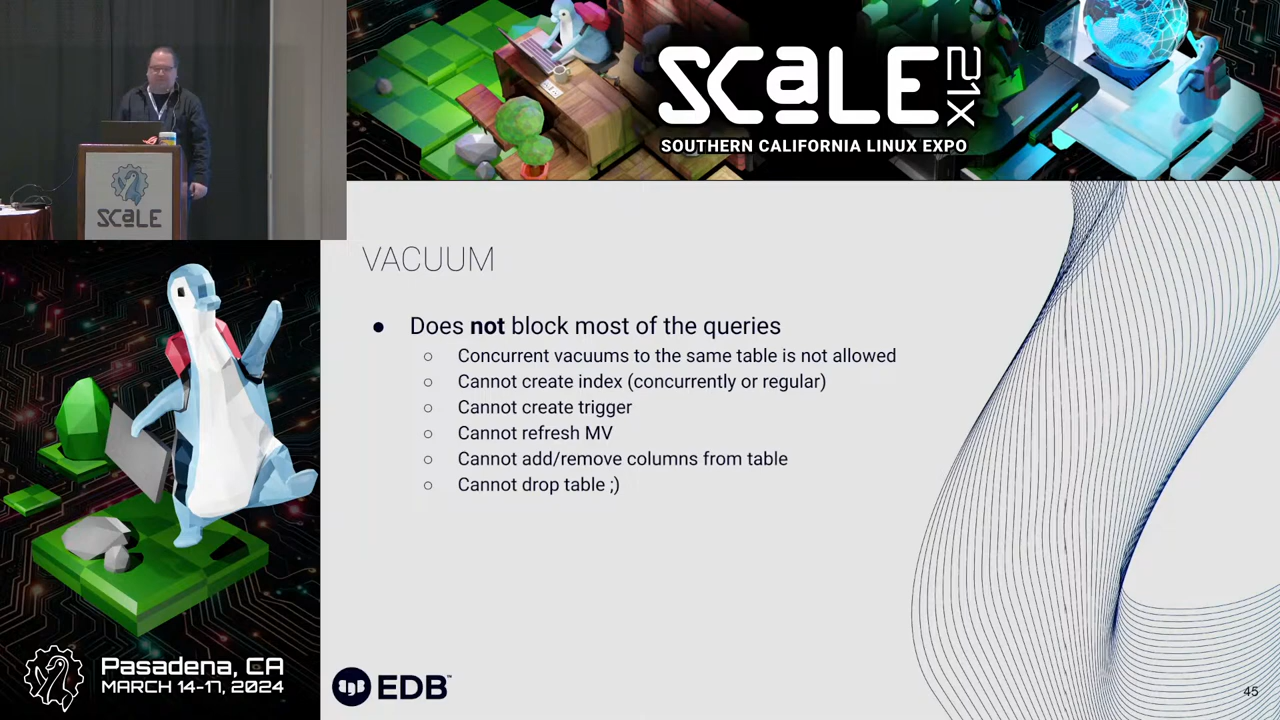 SCALE
21X
SOUTHERN CALIFORNIA LINUX EXPO
SCALE
VACUUM
● Does not block most of the queries
○ Concurrent vacuums to the same table is not allowed
○ Cannot create index (concurrently or regular)
○ Cannot create trigger
○ Cannot refresh MV
○ Cannot add/remove columns from table
○ Cannot drop table ;)
Pasadena, CA
MARCH 14-17, 2024
EDB™
45